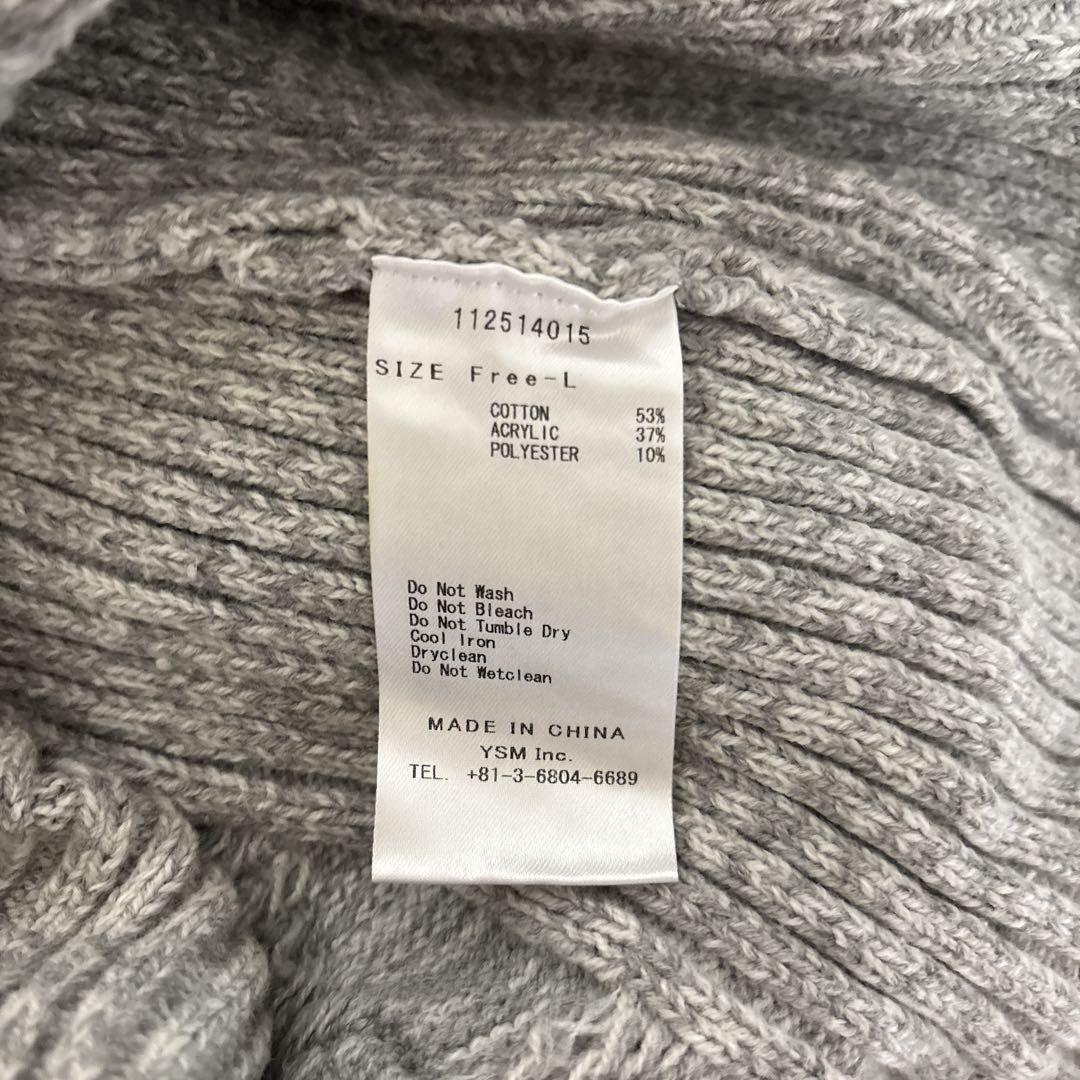 112514015
SIZE Free-L
COTTON 53%
ACRYLIC 37%
POLYESTER 10%
Do Not Wash
Do Not Bleach
Do Not Tumble Dry
Cool Iron
Dryclean
Do Not Wetclean
MADE IN CHINA
YSM Inc.
TEL. +81-3-6804-6689